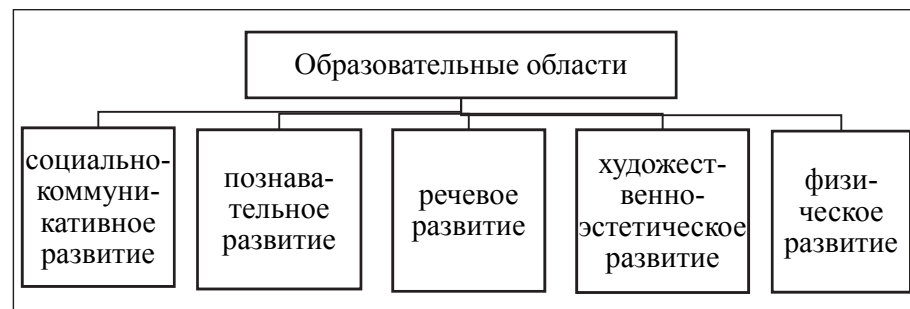 Образовательные области
социально-
коммуни-
кативное
развитие
познава-
тельное
развитие
речевое
развитие
художест-
венно-
эстетическое
развитие
физи-
ческое
развитие